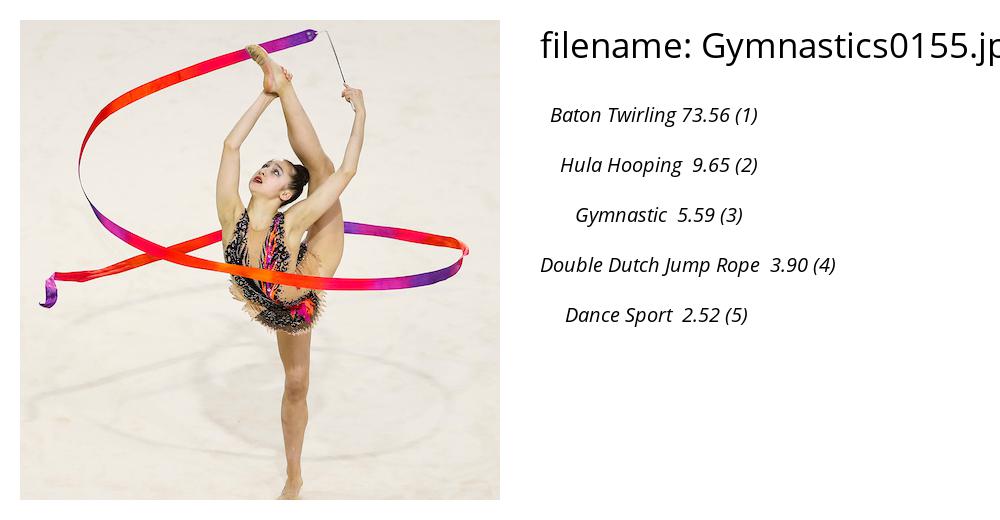 filename: Gymnastics0155.jp
Baton Twirling 73.56 (1)
Hula Hooping 9.65 (2)
Gymnastic 5.59 (3)
Double Dutch Jump Rope 3.90 (4)
Dance Sport 2.52 (5)